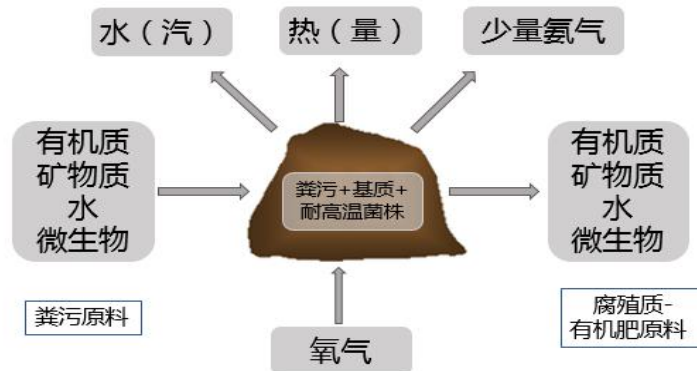 水（汽）
热（量）
少量氨气
有机质
矿物质
水
微生物
粪污+基质+
耐高温菌株
有机质
矿物质
水
微生物
粪污原料
腐殖质-
有机肥原料
氧气